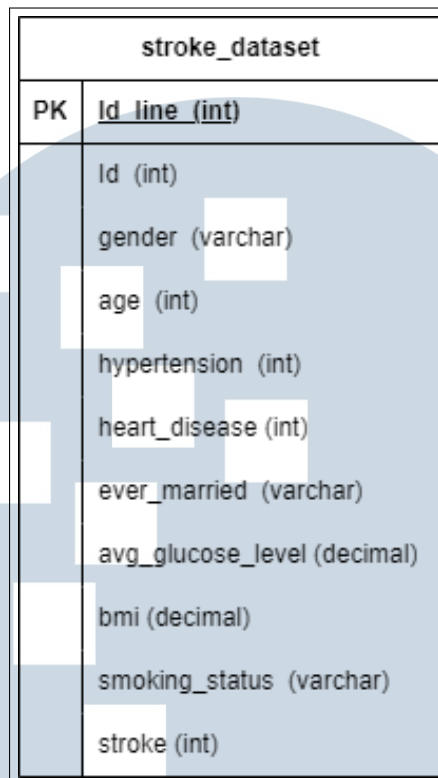 stroke_dataset
PK Id_line (int)
Id (int)
gender (varchar)
age (int)
hypertension (int)
heart_disease (int)
ever_married (varchar)
avg_glucose_level (decimal)
bmi (decimal)
smoking_status (varchar)
stroke (int)